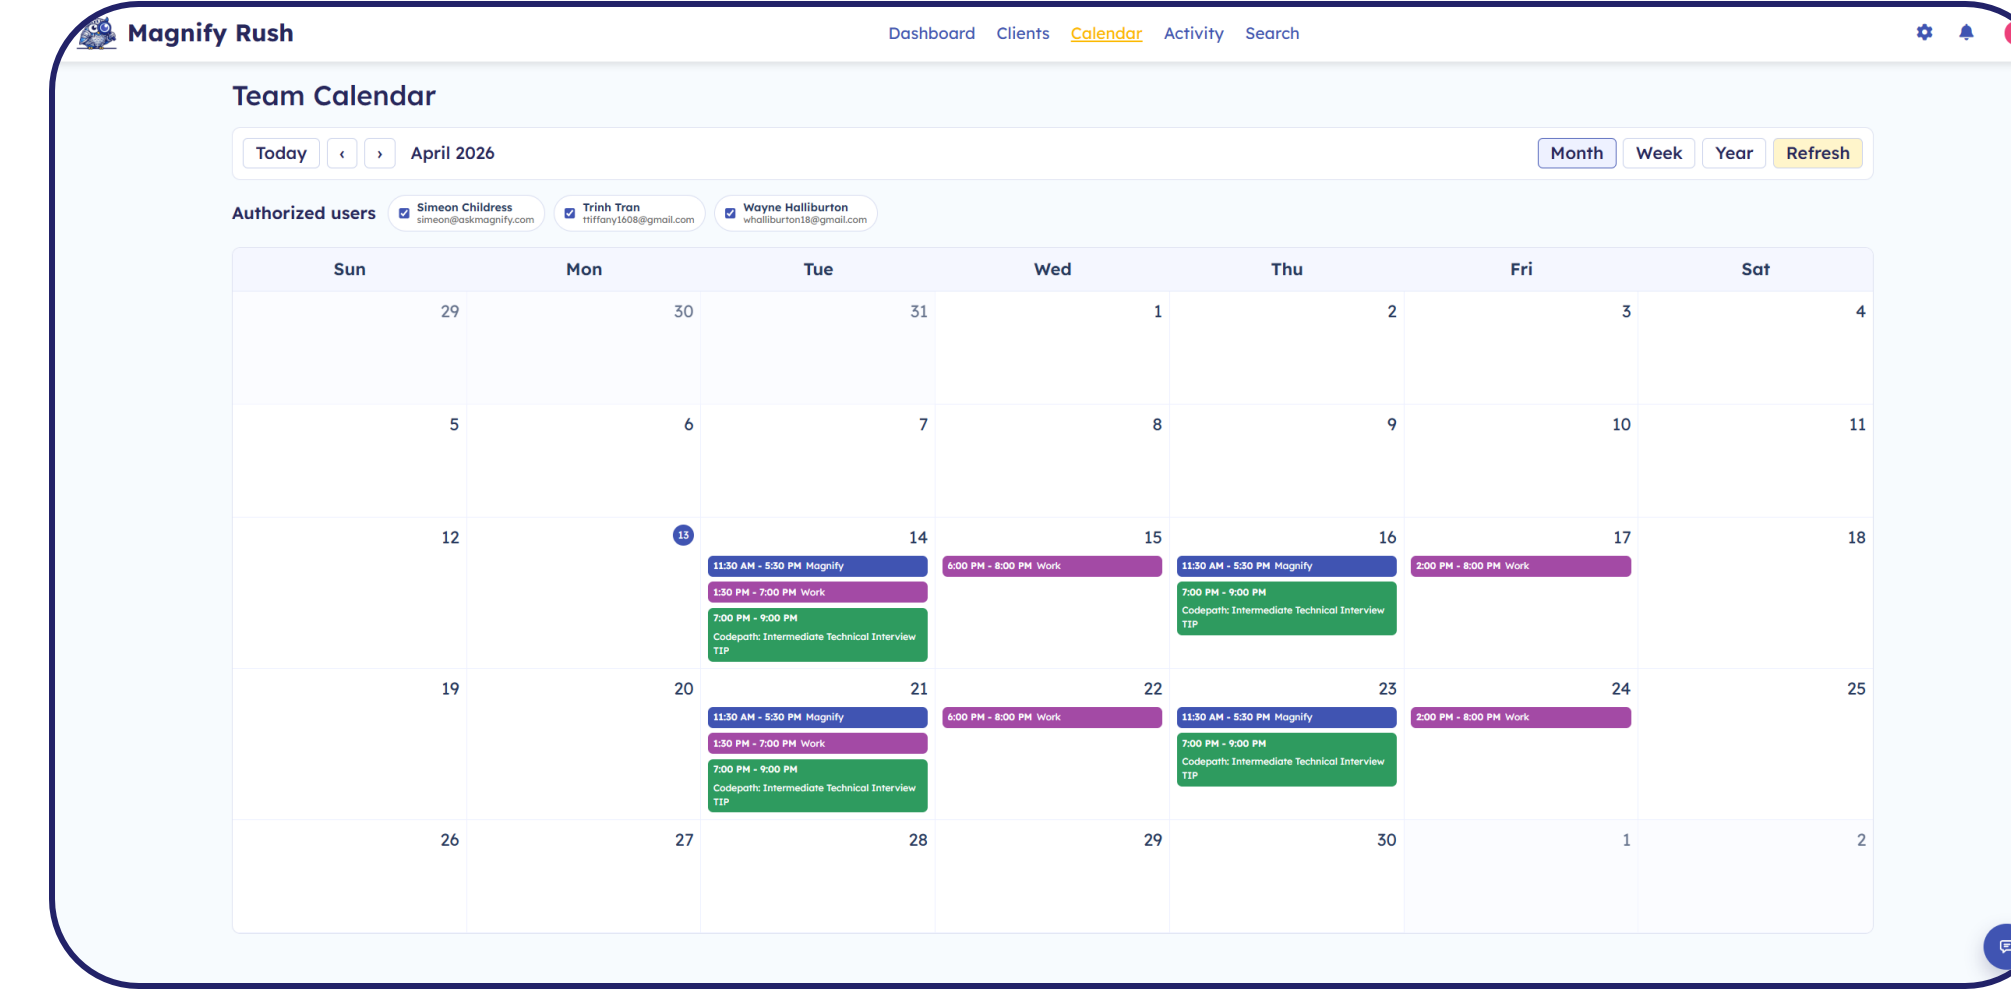 Magnify Rush
Dashboard Clients Calendar Activity Search
Team Calendar
Today ‹ › April 2026 Month Week Year Refresh
Authorized users
Simeon Childress
simeon@askmagnify.com
Trinh Tran
ttiffany1608@gmail.com
Wayne Halliburton
whalliburton18@gmail.com
Sun Mon Tue Wed Thu Fri Sat
29 30 31 1 2 3 4
5 6 7 8 9 10 11
12 13 14 15 16 17 18
11:30 AM - 5:30 PM Magnify
1:30 PM - 7:00 PM Work
7:00 PM - 9:00 PM
Codepath: Intermediate Technical Interview
TIP
6:00 PM - 8:00 PM Work
11:30 AM - 5:30 PM Magnify
7:00 PM - 9:00 PM
Codepath: Intermediate Technical Interview
TIP
2:00 PM - 8:00 PM Work
19 20 21 22 23 24 25
11:30 AM - 5:30 PM Magnify
1:30 PM - 7:00 PM Work
7:00 PM - 9:00 PM
Codepath: Intermediate Technical Interview
TIP
6:00 PM - 8:00 PM Work
11:30 AM - 5:30 PM Magnify
7:00 PM - 9:00 PM
Codepath: Intermediate Technical Interview
TIP
2:00 PM - 8:00 PM Work
26 27 28 29 30 1 2